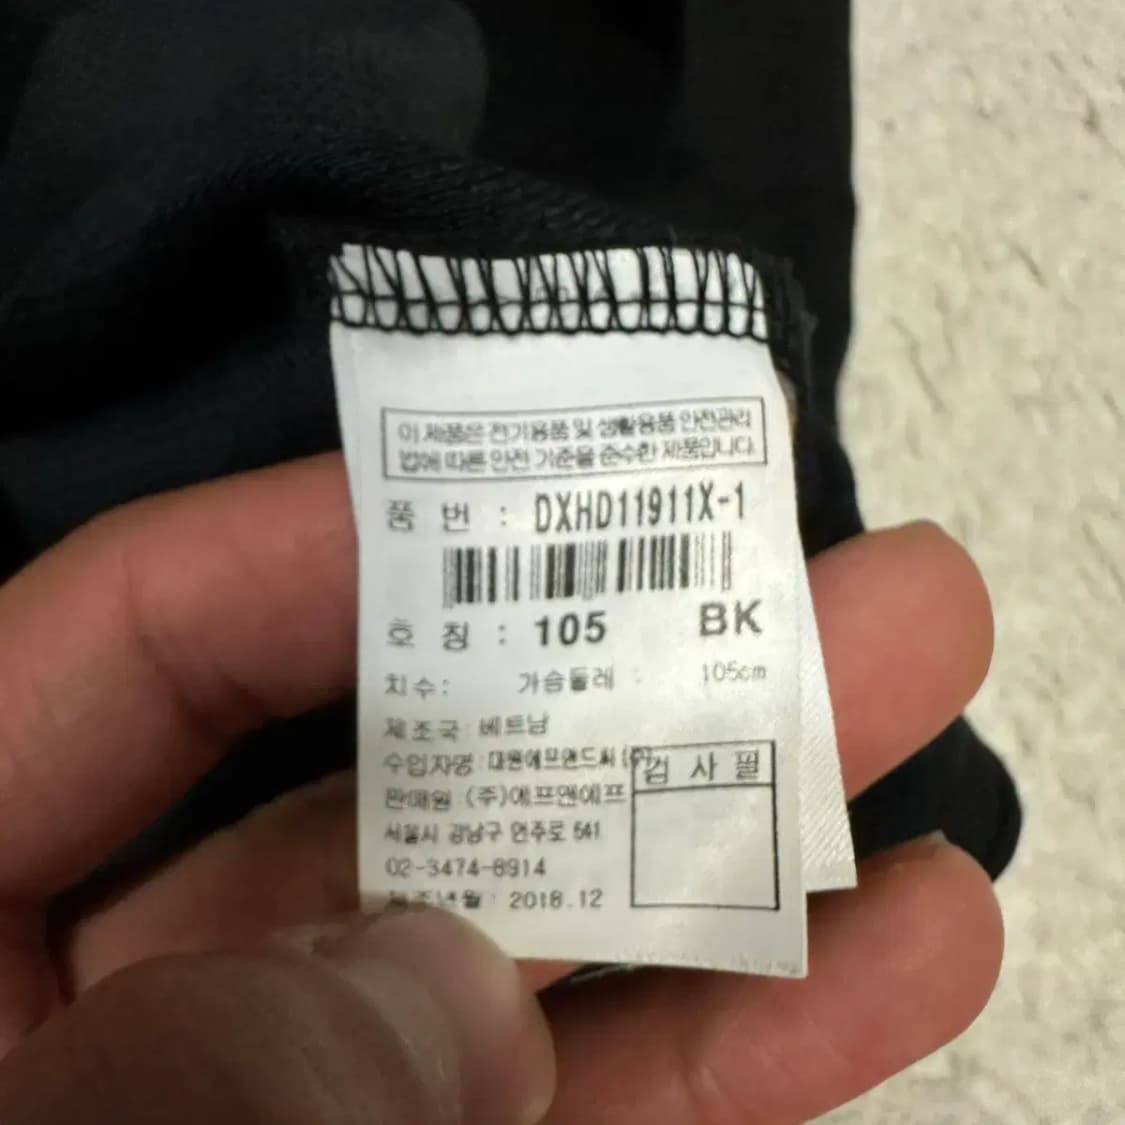 이 제품은 전기용품 및 생활용품 안전관리
법에 따른 안전 기준을 준수한 제품입니다.
품 번 : DXHD11911X-1
호 칭 : 105 BK
치수: 가슴둘레 : 105cm
제조국 : 베트남
수입자명 : 대원에프앤드씨 (주)
검 사 필
판매원 (주)에프앤에프
서울시 강남구 언주로 541
02-3474-8914
제조년월 : 2018.12